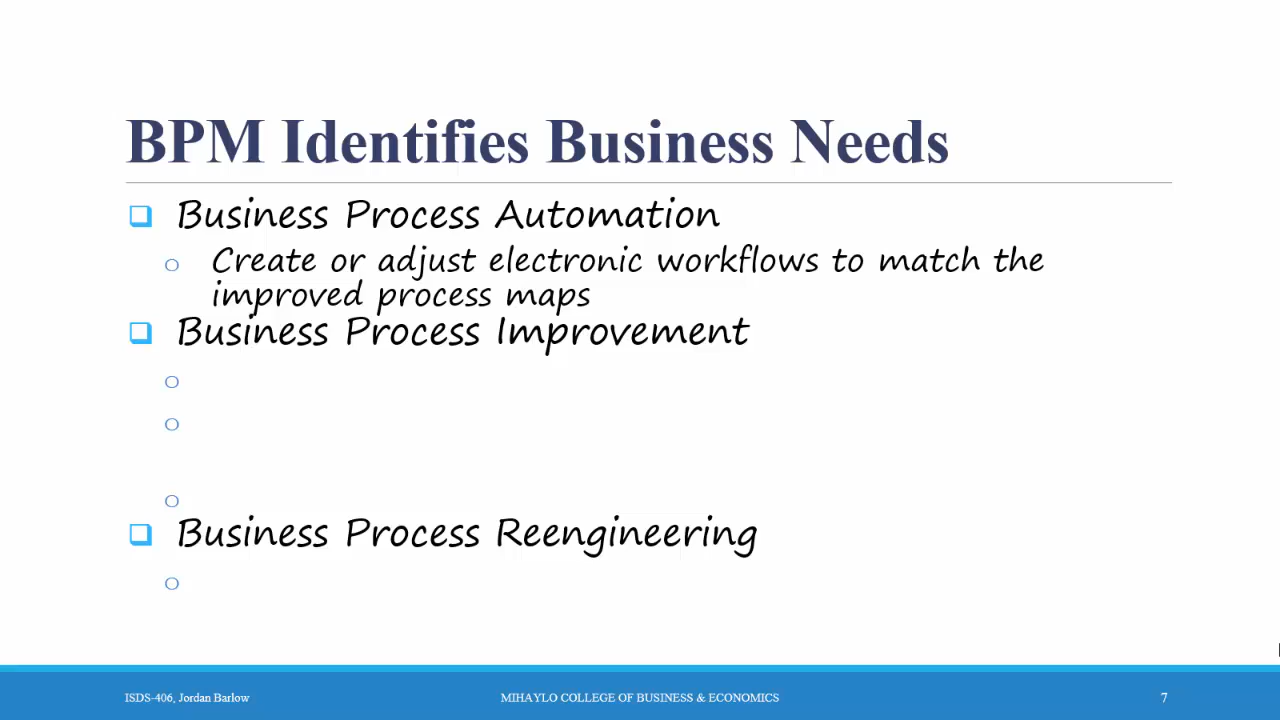 BPM Identifies Business Needs
Business Process Automation
Create or adjust electronic workflows to match the
improved process maps
Business Process Improvement
Business Process Reengineering
ISDS-406, Jordan Barlow
MIHAYLO COLLEGE OF BUSINESS & ECONOMICS
7